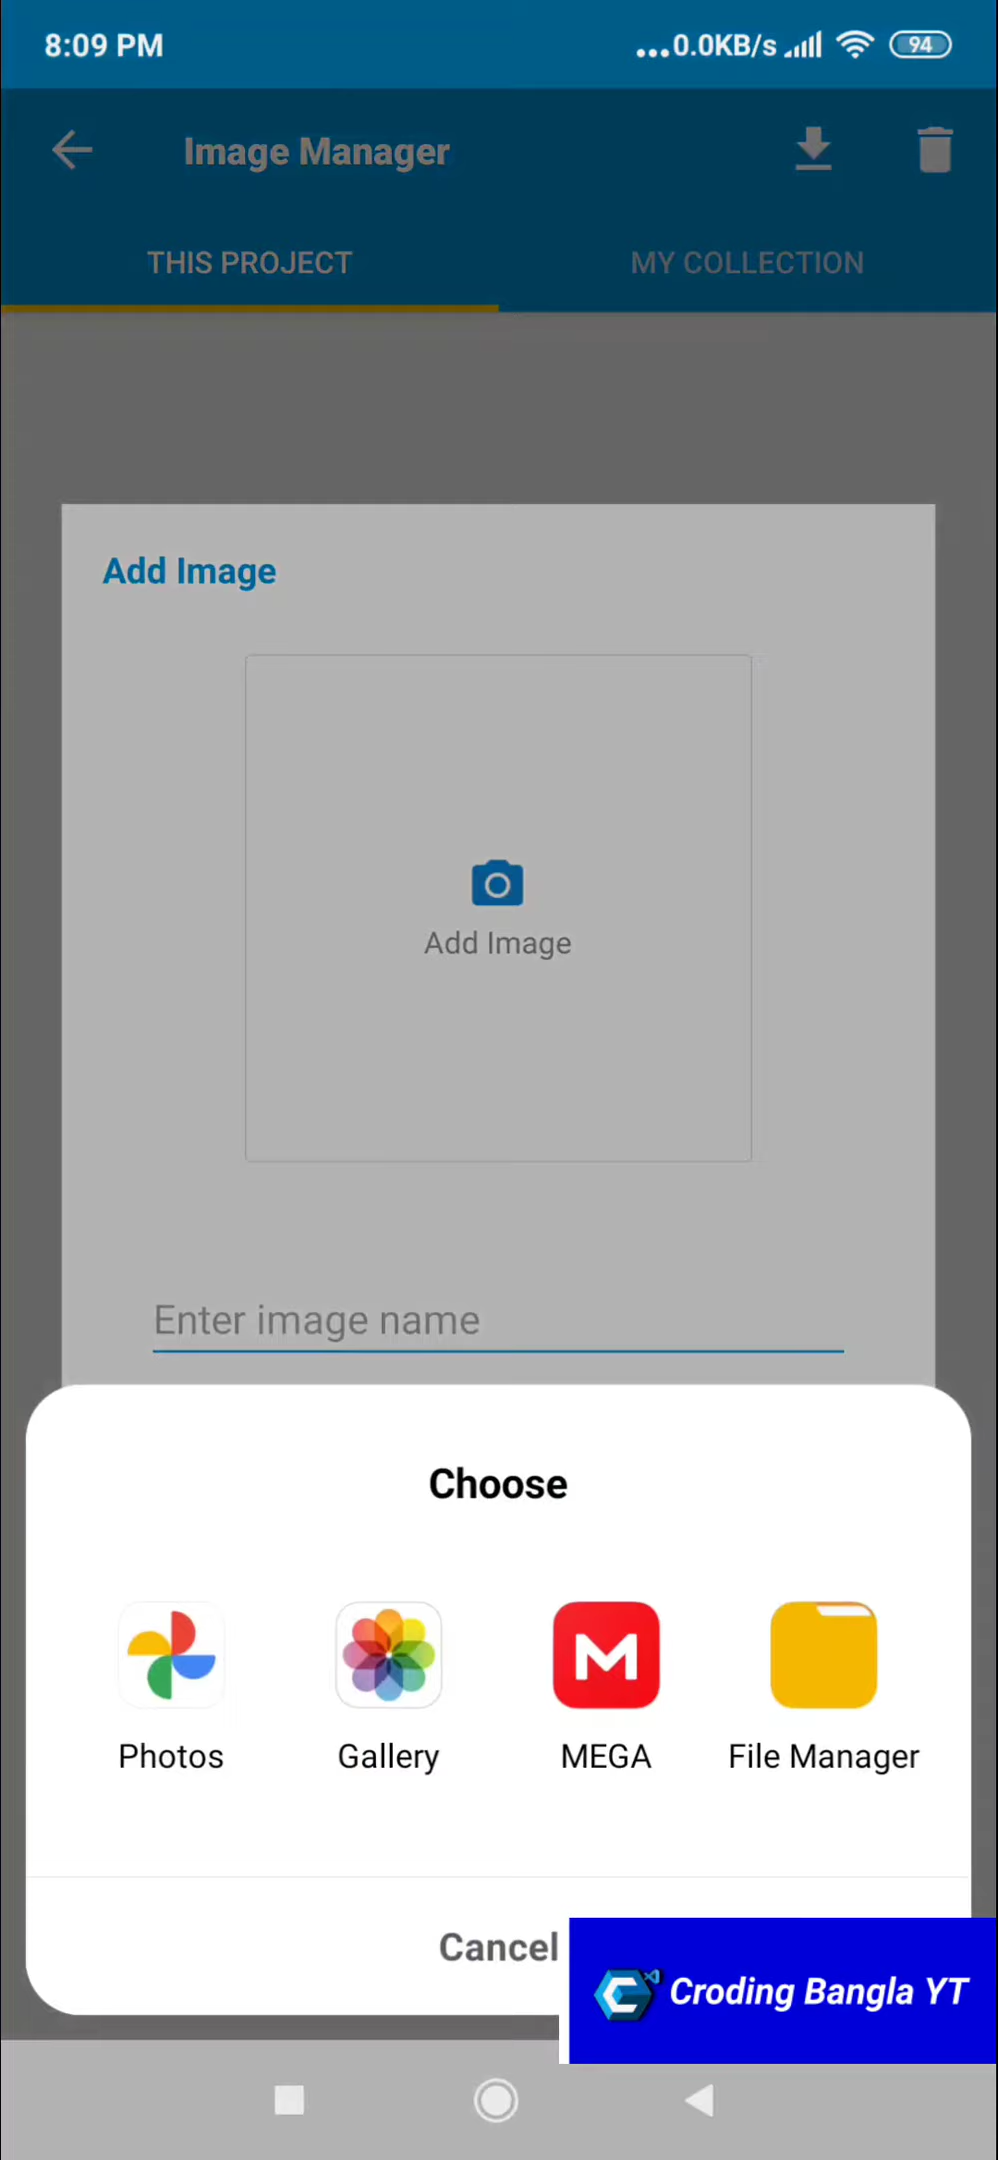 8:09 PM
...0.0KB/s
94
Image Manager
THIS PROJECT
MY COLLECTION
Add Image
Add Image
Enter image name
Choose
Photos
Gallery
MEGA
File Manager
Cancel
Croding Bangla YT